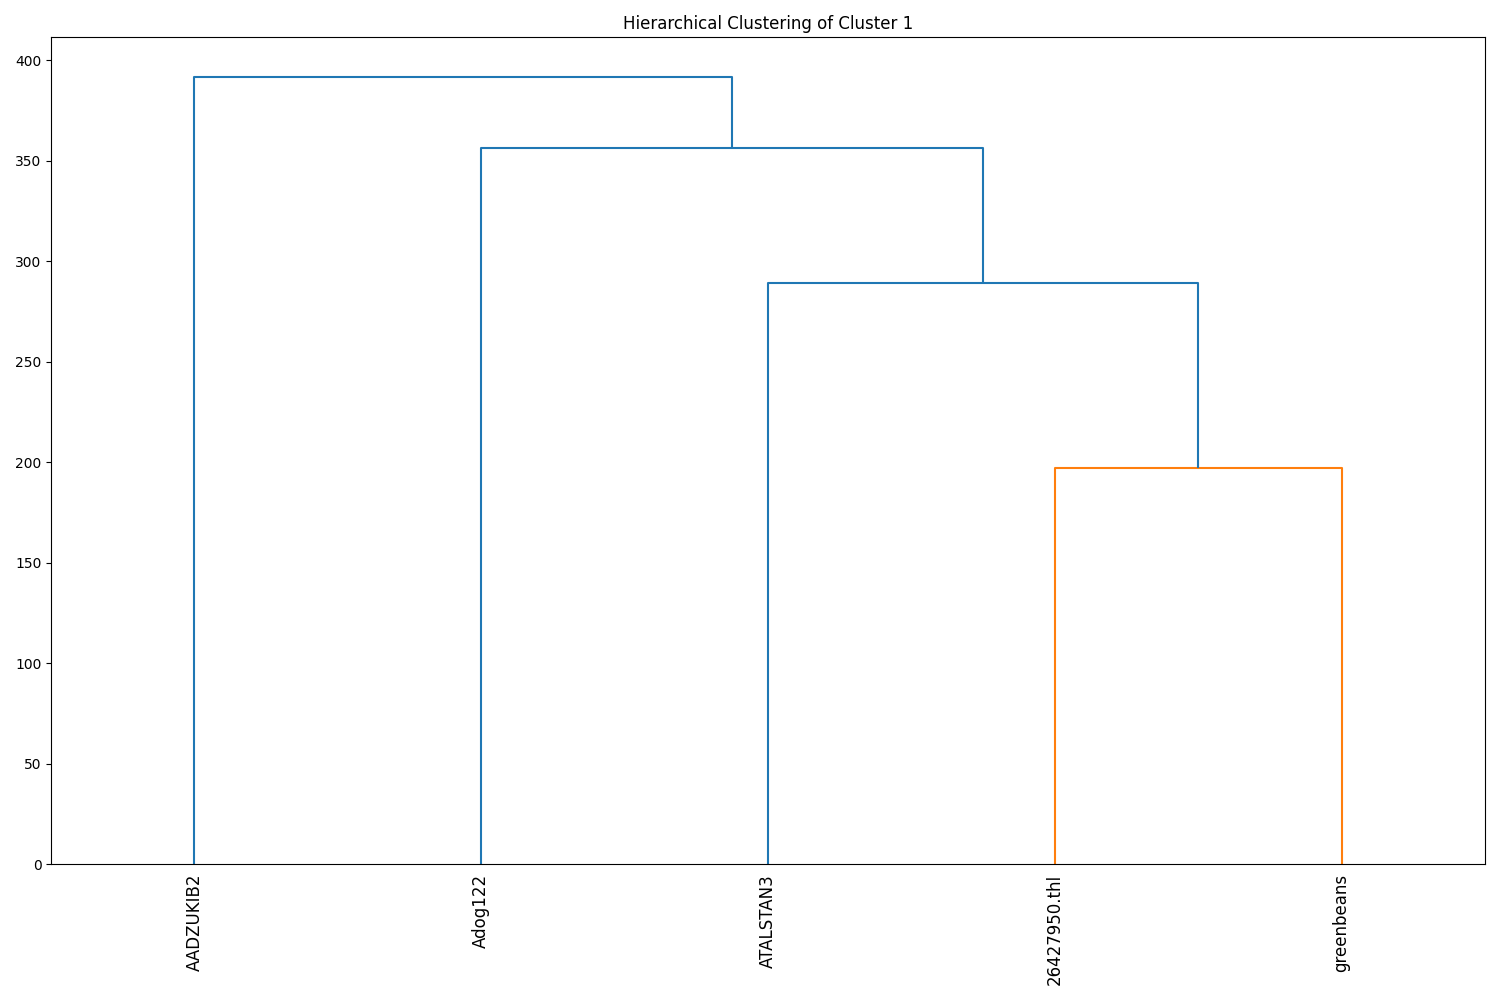 Hierarchical Clustering of Cluster 1
400
350
300
250
200
150
100
50
0
AADZUKIB2
Adog122
ATALSTAN3
26427950.thl
greenbeans